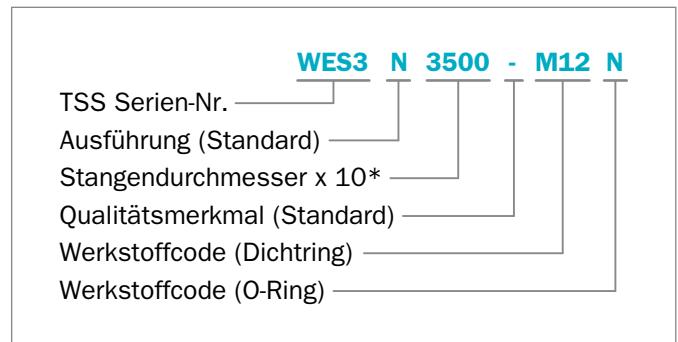 WES3 N 3500 - M12 N
TSS Serien-Nr.
Ausführung (Standard)
Stangendurchmesser x 10*
Qualitätsmerkmal (Standard)
Werkstoffcode (Dichtring)
Werkstoffcode (O-Ring)